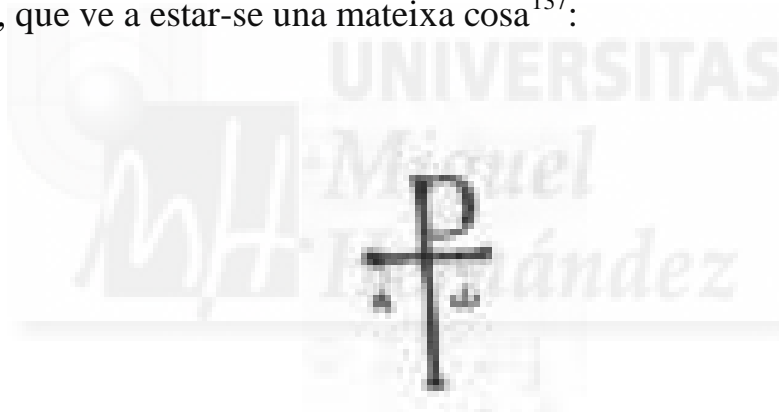 , que ve a estar-se una mateixa cosa¹³⁷:
UNIVERSITAS
Miguel
Hernández